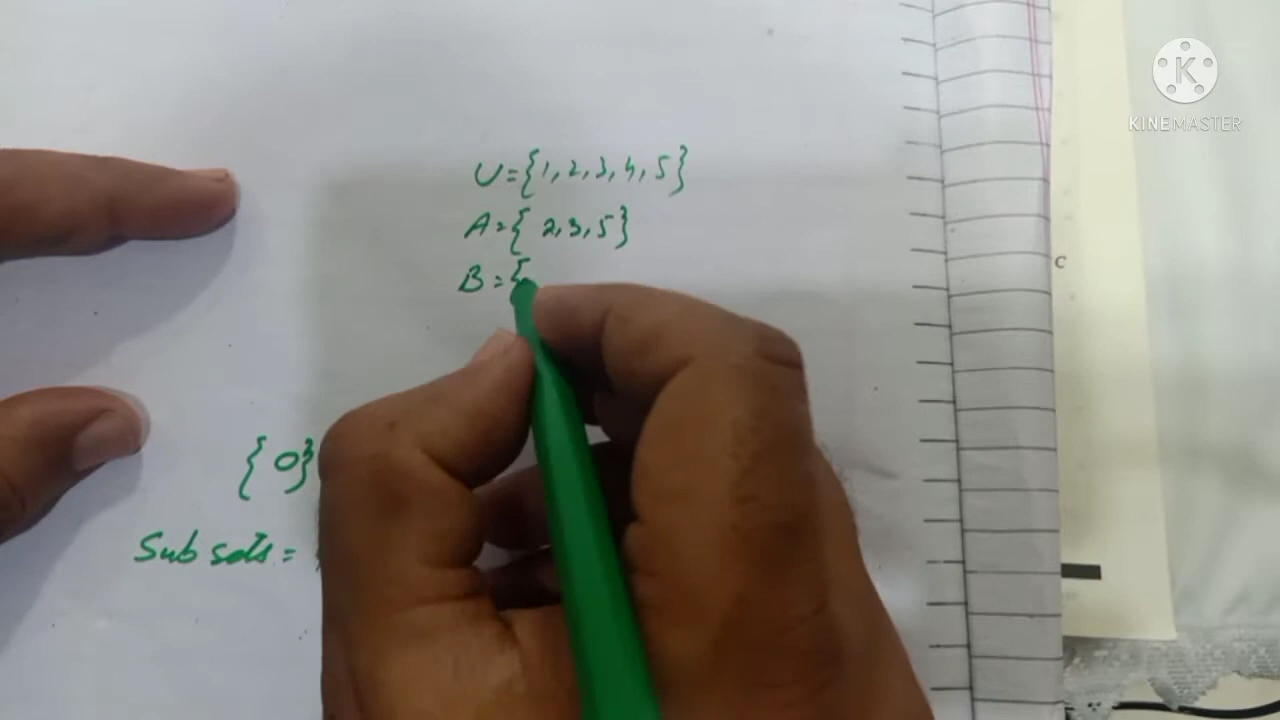 K
KINEMASTER
U={1,2,3,4,5}
A={2,3,5}
B={
C
{0}
Sub sets=